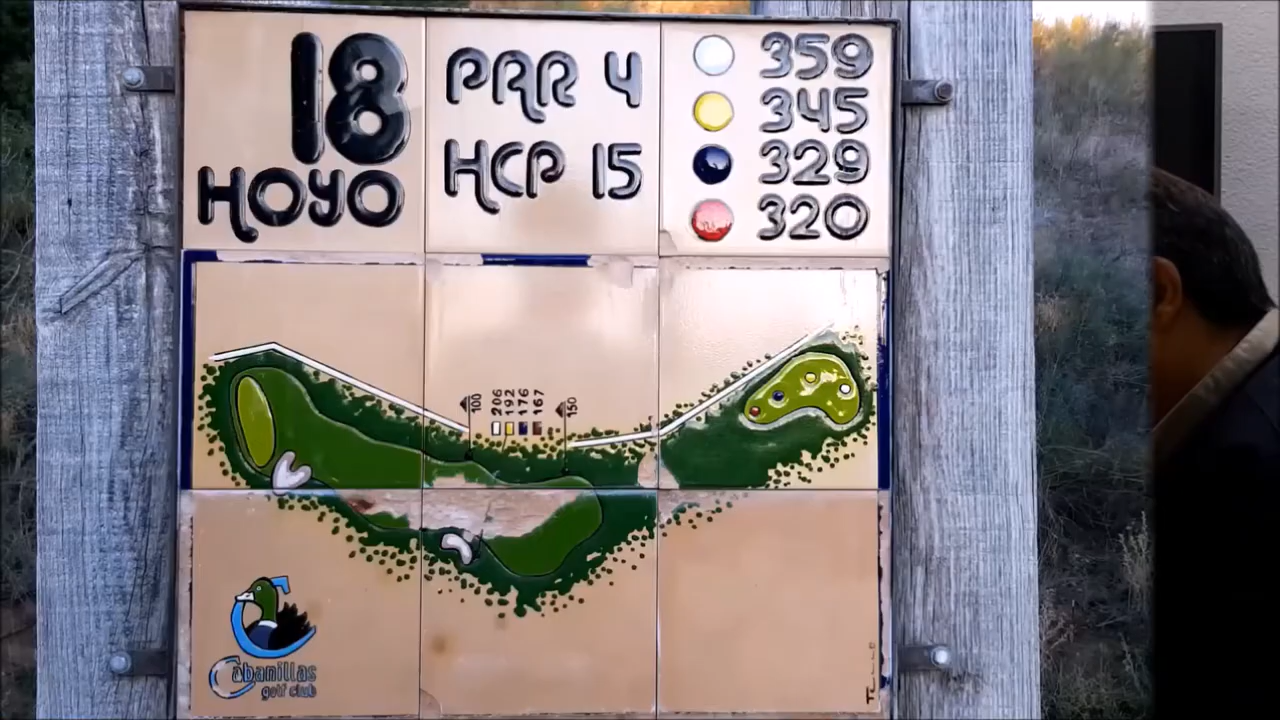 18
HOYO
PAR 4
HCP 15
359
345
329
320
100
206
192
176
167
150
Cabanillas
golf club